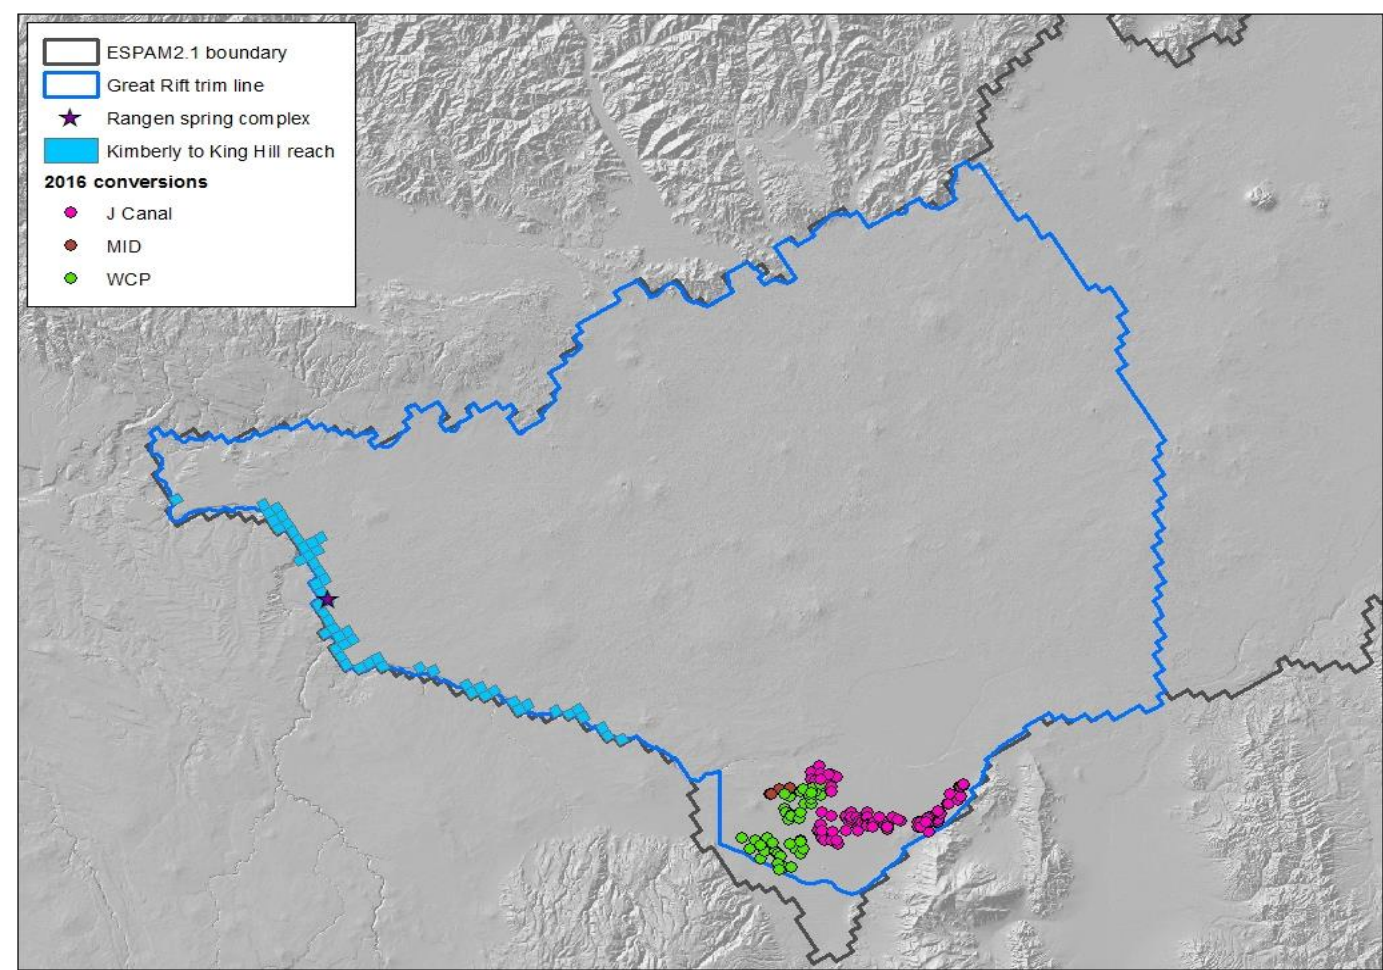 ESPAM2.1 boundary
Great Rift trim line
Rangen spring complex
Kimberly to King Hill reach
2016 conversions
J Canal
MID
WCP